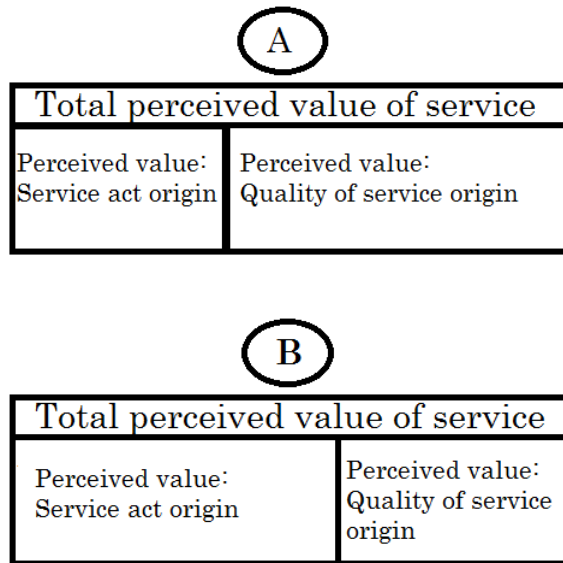 A
Total perceived value of service
Perceived value:
Service act origin
Perceived value:
Quality of service origin
B
Total perceived value of service
Perceived value:
Service act origin
Perceived value:
Quality of service
origin